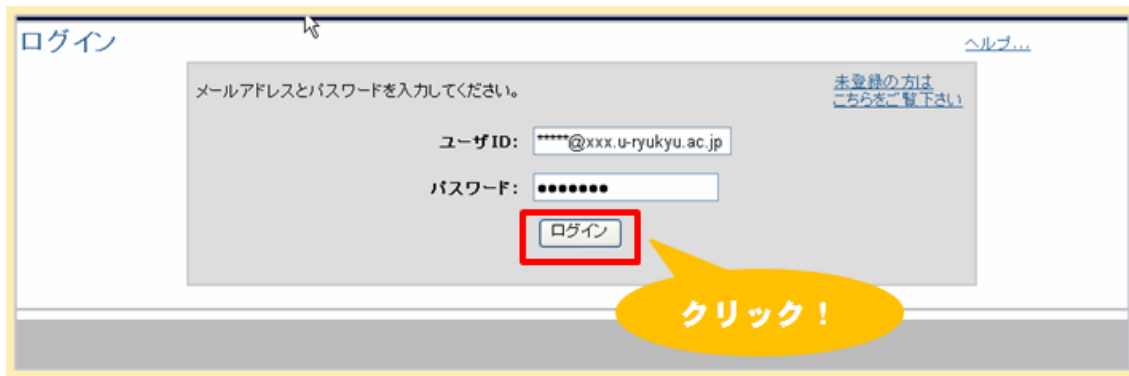 ログイン
ヘルプ...
メールアドレスとパスワードを入力してください。
未登録の方は
こちらをご覧下さい
ユーザID: *****@xxx.u-ryukyu.ac.jp
パスワード: ●●●●●●●
ログイン
クリック！